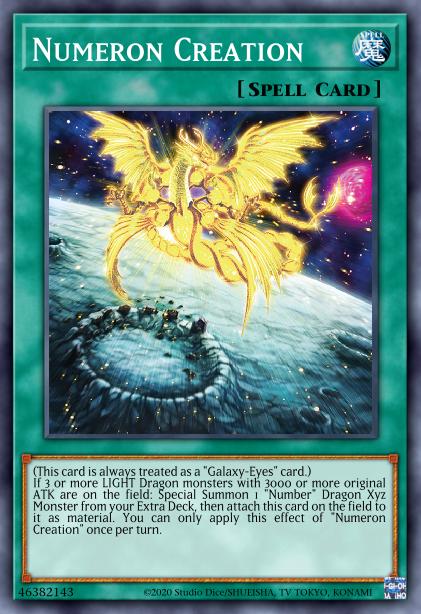 NUMERON CREATION
SPELL
魔
[SPELL CARD]
(This card is always treated as a "Galaxy-Eyes" card.)
If 3 or more LIGHT Dragon monsters with 3000 or more original
ATK are on the field: Special Summon 1 "Number" Dragon Xyz
Monster from your Extra Deck, then attach this card on the field to
it as material. You can only apply this effect of "Numeron
Creation" once per turn.
46382143
©2020 Studio Dice/SHUEISHA, TV TOKYO, KONAMI